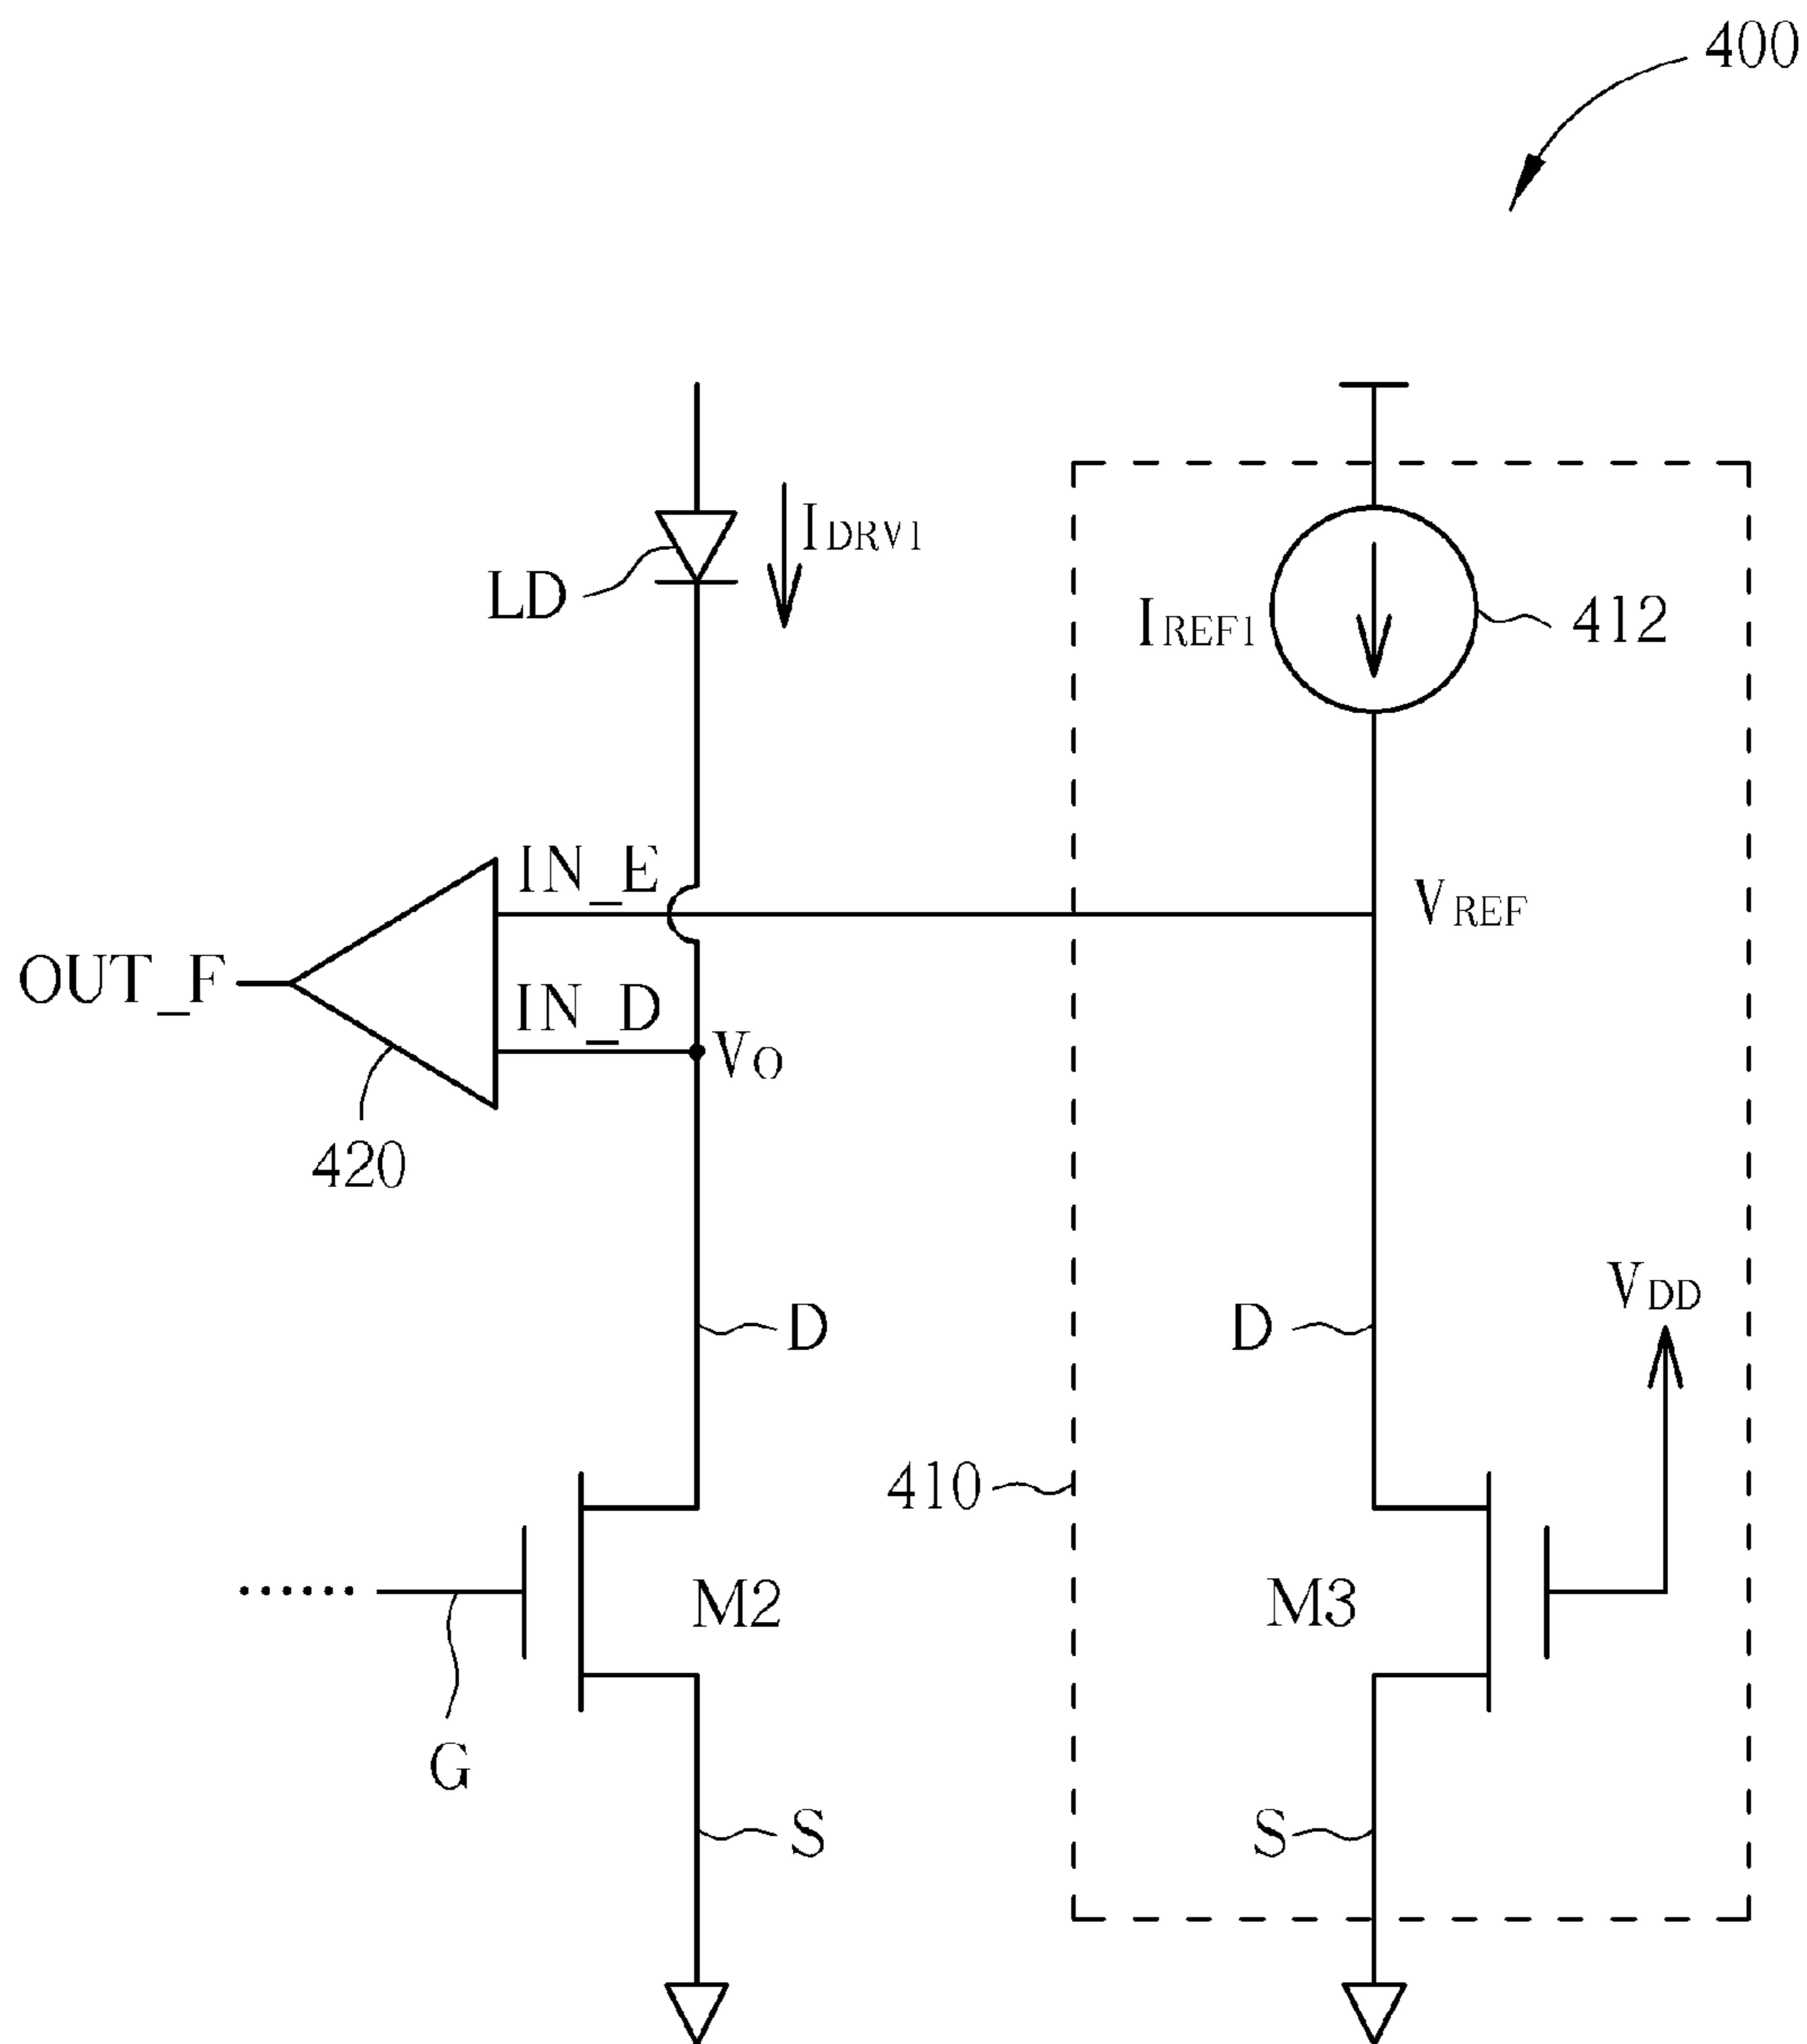 400
IDRV1
LD
IREF1
412
IN_E
VREF
OUT_F
IN_D
VO
420
VDD
D
D
410
M2
M3
G
S
S